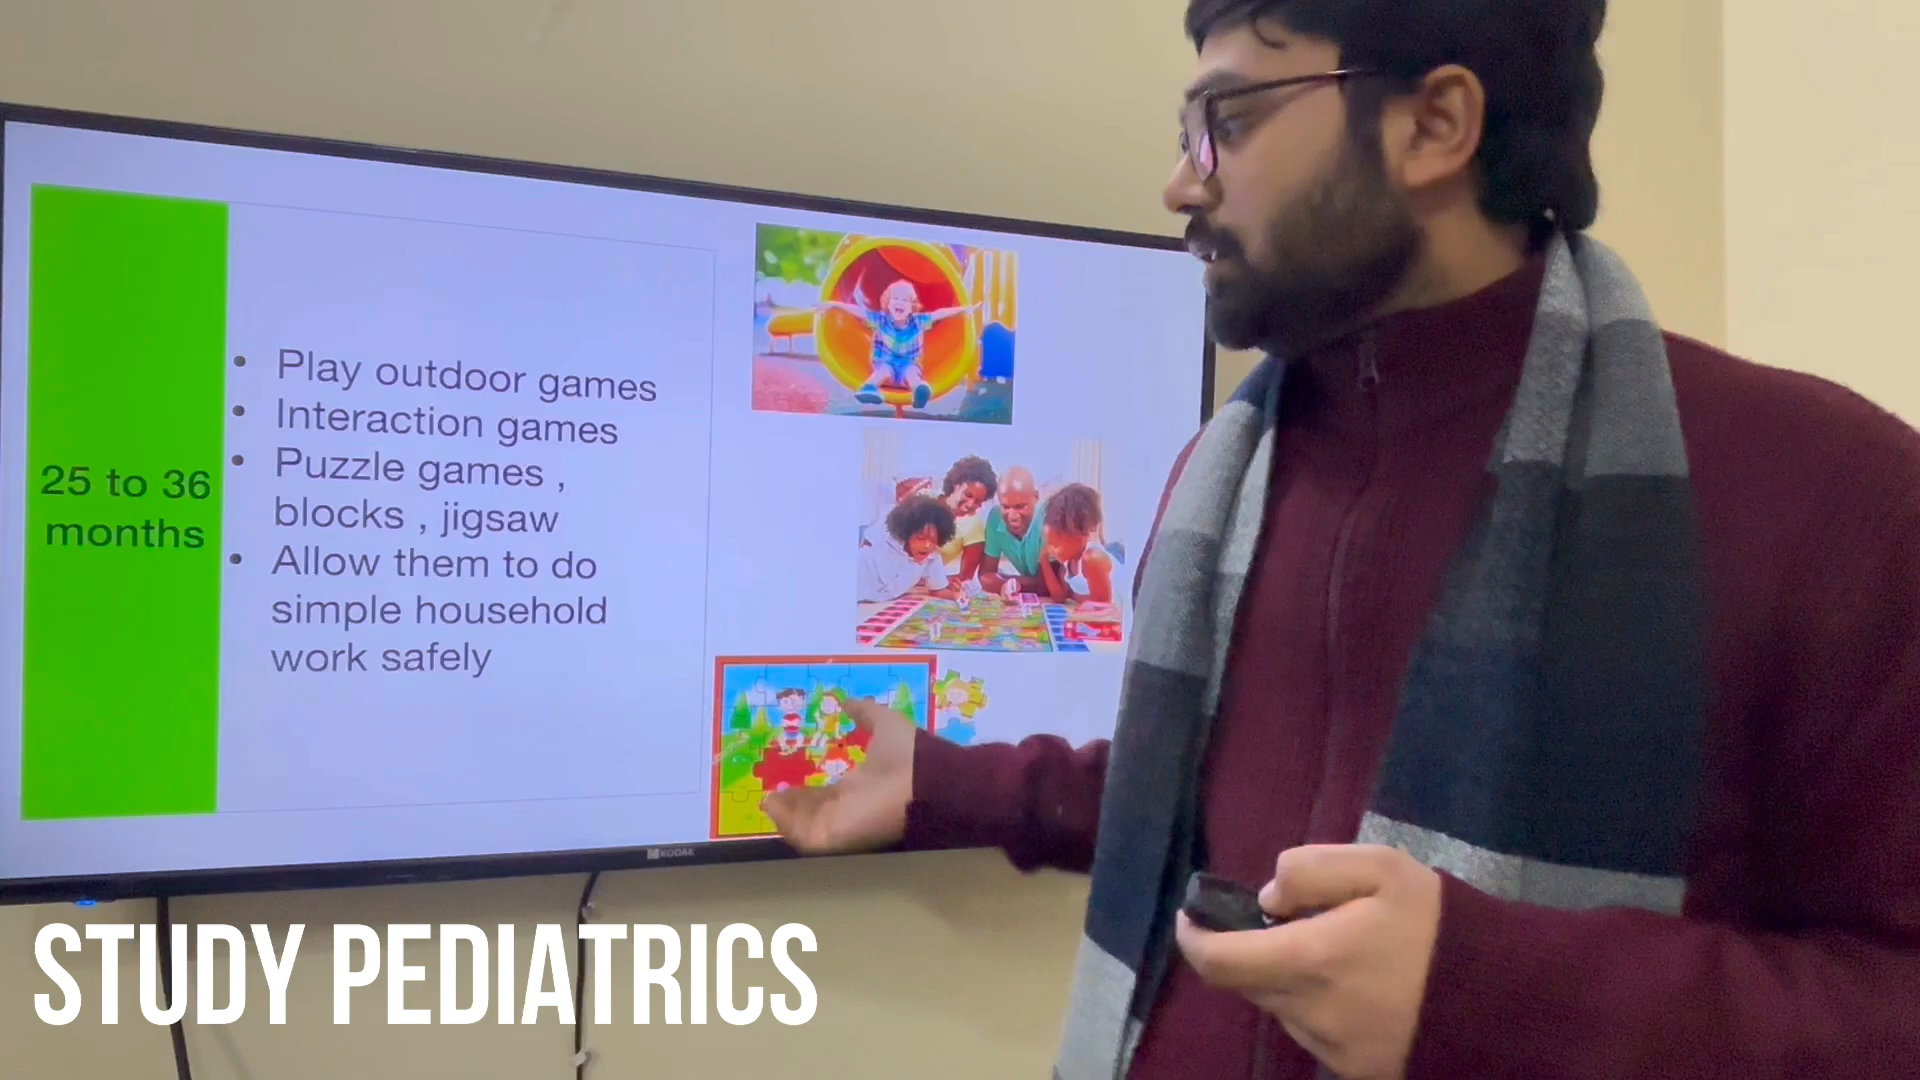 25 to 36
months
• Play outdoor games
• Interaction games
• Puzzle games ,
blocks , jigsaw
• Allow them to do
simple household
work safely
KODAK
STUDY PEDIATRICS